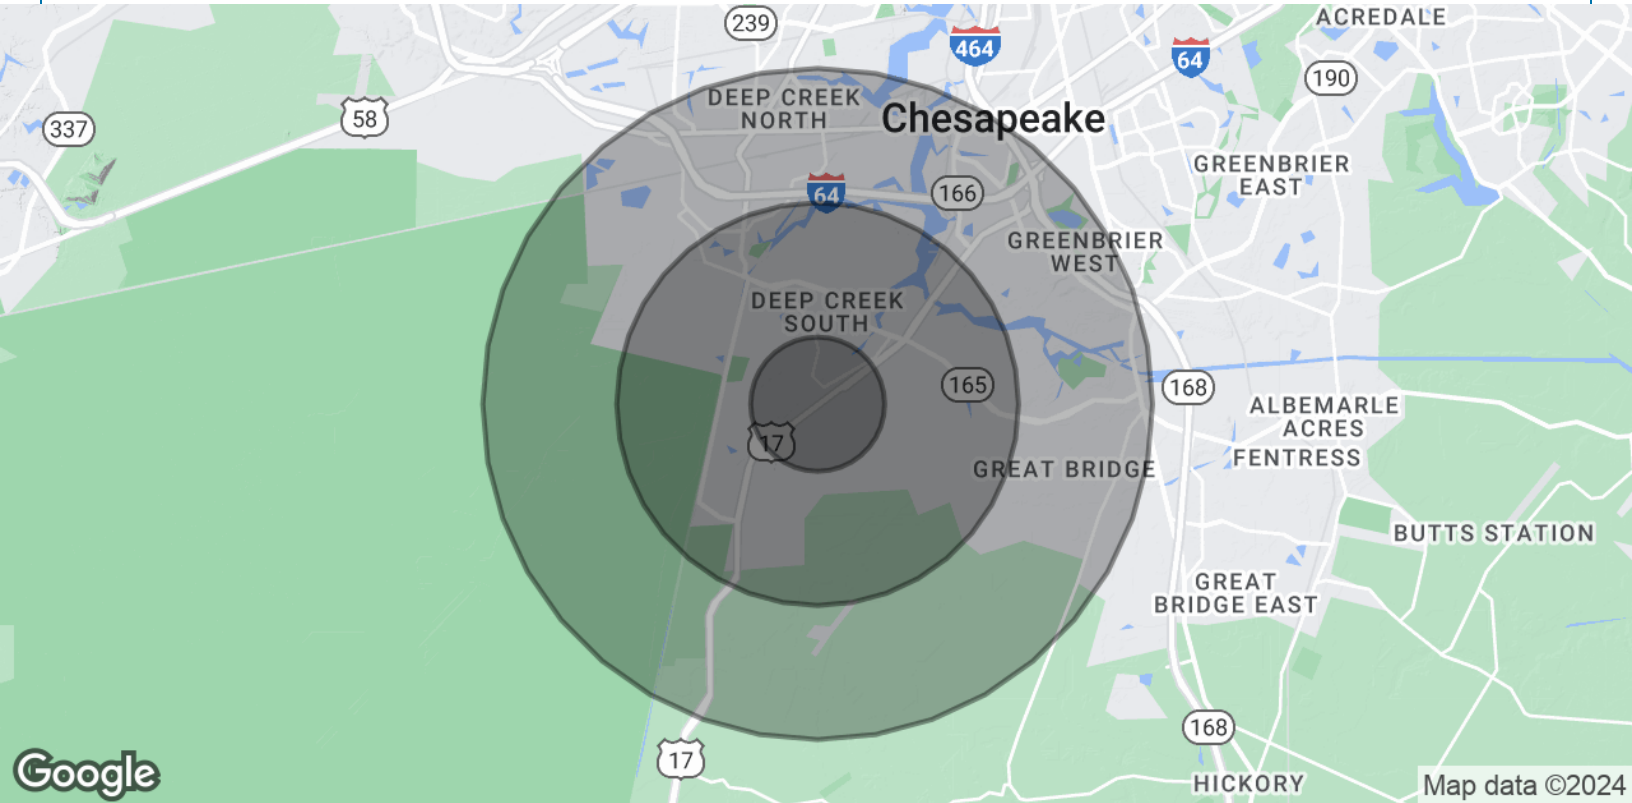 ACREDALE
239
464
64
190
DEEP CREEK
NORTH
58
Chesapeake
337
GREENBRIER
EAST
64
166
GREENBRIER
WEST
DEEP CREEK
SOUTH
165
168
ALBEMARLE
ACRES
17
FENTRESS
GREAT BRIDGE
BUTTS STATION
GREAT
BRIDGE EAST
168
17
HICKORY
Google
Map data ©2024